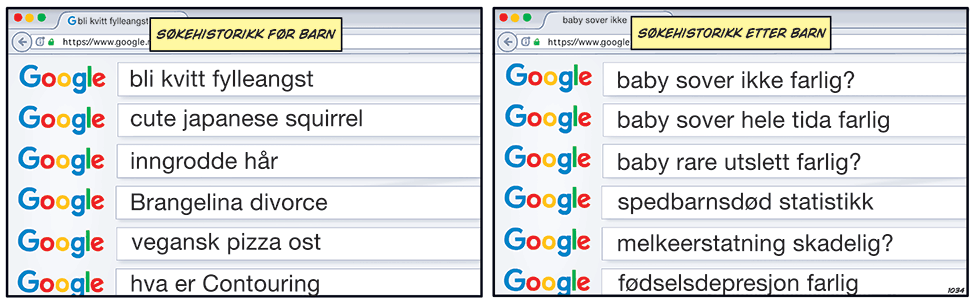 G bli kvitt fylleangst
https://www.google.
SØKEHISTORIKK FØR BARN
Google bli kvitt fylleangst
Google cute japanese squirrel
Google inngrodde hår
Google Brangelina divorce
Google vegansk pizza ost
Google hva er Contouring
baby sover ikke
https://www.google.
SØKEHISTORIKK ETTER BARN
Google baby sover ikke farlig?
Google baby sover hele tida farlig
Google baby rare utslett farlig?
Google spedbarnsdød statistikk
Google melkeerstatning skadelig?
Google fødselsdepresjon farlig
1034